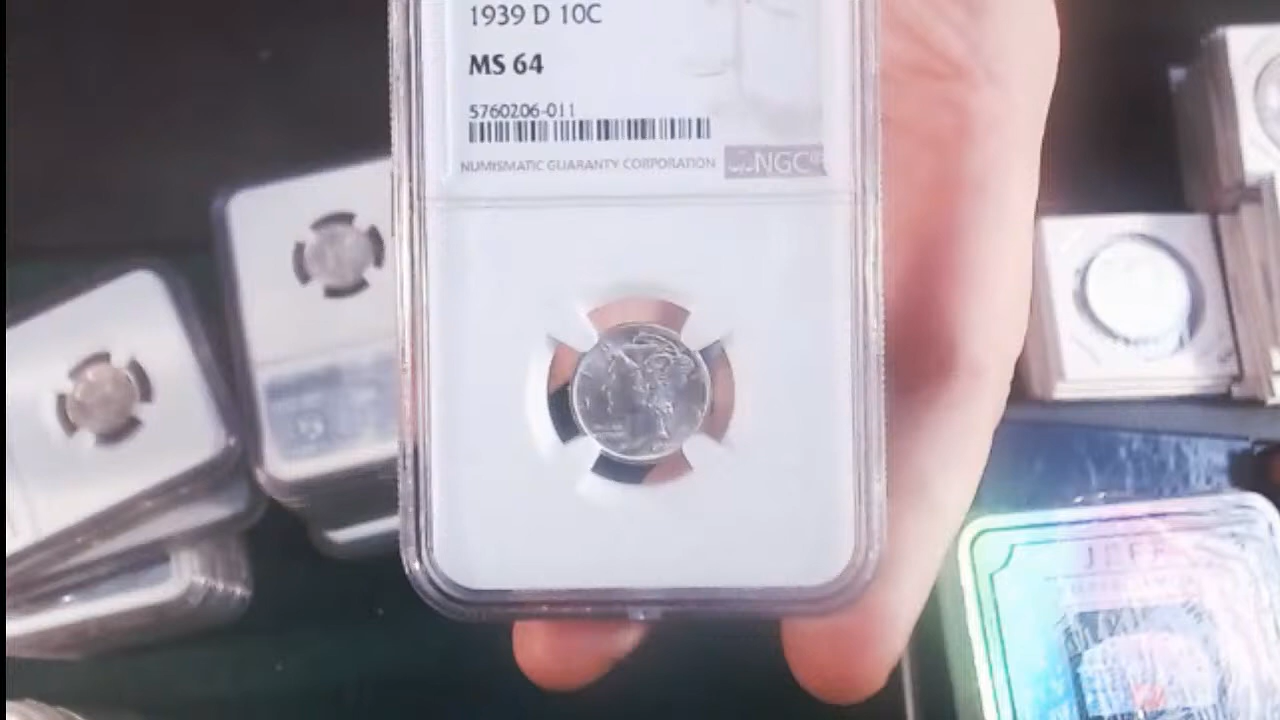 1939 D 10C
MS 64
5760206-011
NUMISMATIC GUARANTY CORPORATION
NGC